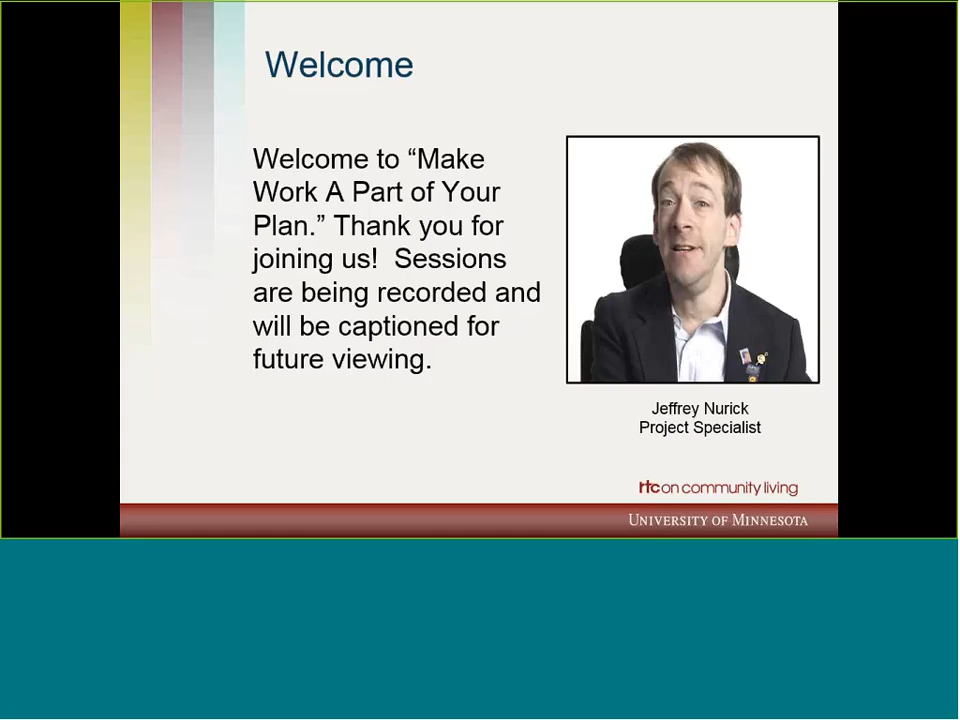 Welcome
Welcome to “Make
Work A Part of Your
Plan.” Thank you for
joining us!  Sessions
are being recorded and
will be captioned for
future viewing.
Jeffrey Nurick
Project Specialist
rtc on community living
UNIVERSITY OF MINNESOTA